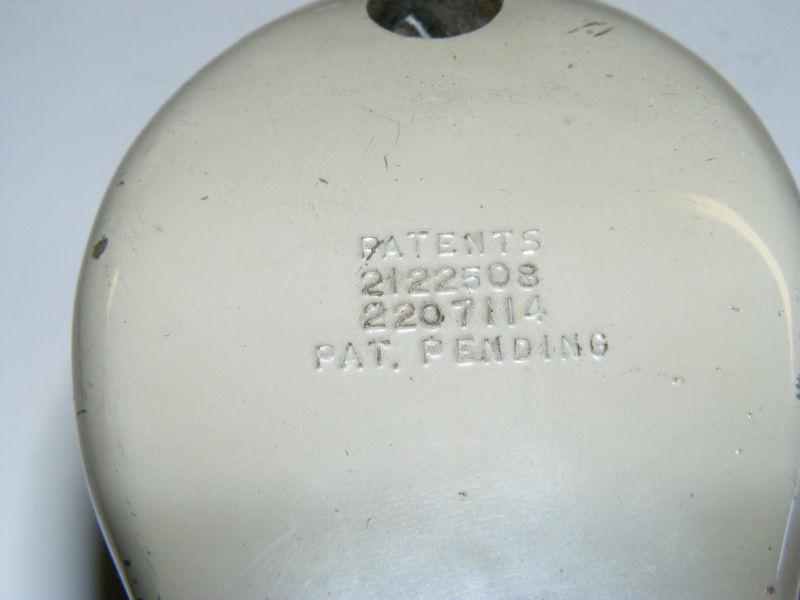 PATENTS
2122508
2207114
PAT. PENDING